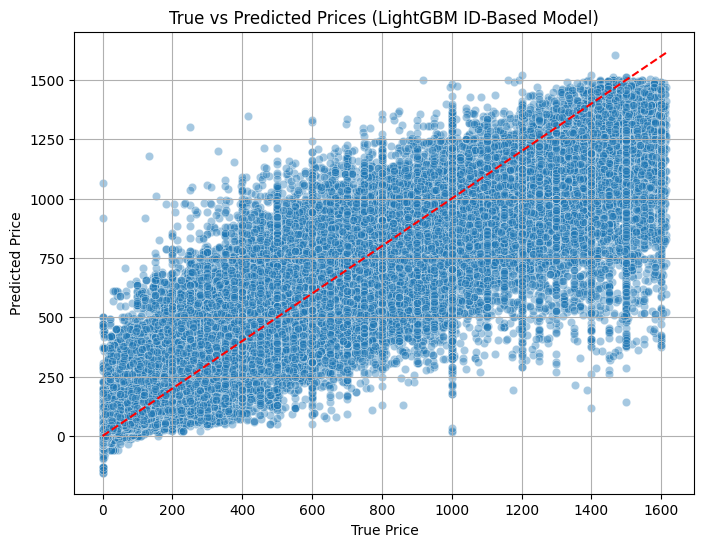 True vs Predicted Prices (LightGBM ID-Based Model)
Predicted Price
1500
1250
1000
750
500
250
0
0 200 400 600 800 1000 1200 1400 1600
True Price